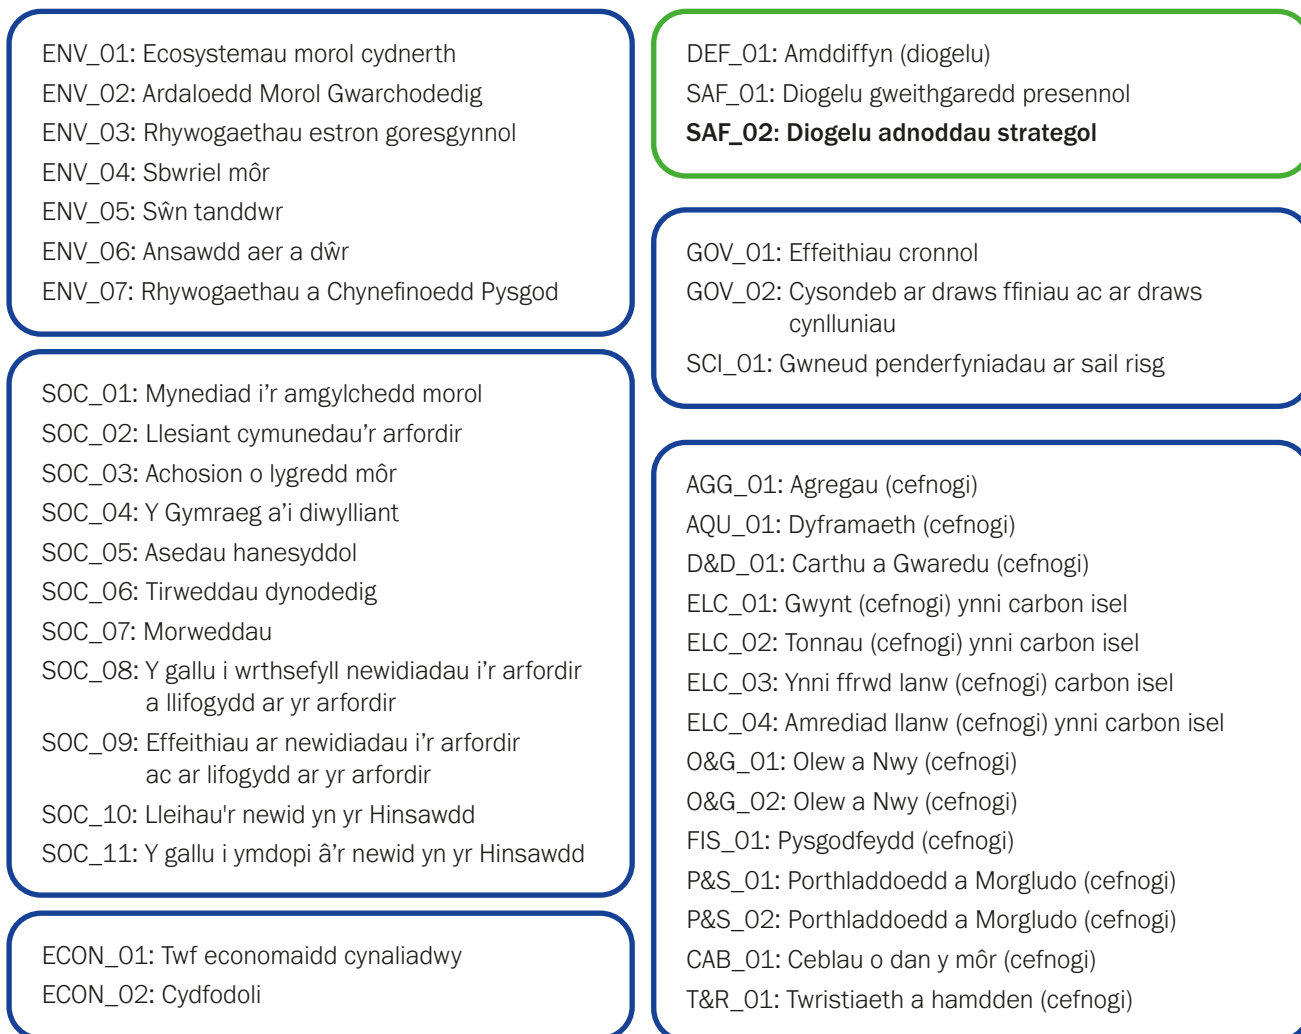 ENV_01: Ecosystemau morol cydnerth
ENV_02: Ardaloedd Morol Gwarchodedig
ENV_03: Rhywogaethau estron goresgynnol
ENV_04: Sbwriel môr
ENV_05: Sŵn tanddwr
ENV_06: Ansawdd aer a dŵr
ENV_07: Rhywogaethau a Chynefinoedd Pysgod
SOC_01: Mynediad i’r amgylchedd morol
SOC_02: Llesiant cymunedau'r arfordir
SOC_03: Achosion o lygredd môr
SOC_04: Y Gymraeg a’i diwylliant
SOC_05: Asedau hanesyddol
SOC_06: Tirweddau dynodedig
SOC_07: Morweddau
SOC_08: Y gallu i wrthsefyll newidiadau i’r arfordir
a llifogydd ar yr arfordir
SOC_09: Effeithiau ar newidiadau i’r arfordir
ac ar lifogydd ar yr arfordir
SOC_10: Lleihau'r newid yn yr Hinsawdd
SOC_11: Y gallu i ymdopi â’r newid yn yr Hinsawdd
ECON_01: Twf economaidd cynaliadwy
ECON_02: Cydfodoli
DEF_01: Amddiffyn (diogelu)
SAF_01: Diogelu gweithgaredd presennol
SAF_02: Diogelu adnoddau strategol
GOV_01: Effeithiau cronnol
GOV_02: Cysondeb ar draws ffiniau ac ar draws
cynlluniau
SCI_01: Gwneud penderfyniadau ar sail risg
AGG_01: Agregau (cefnogi)
AQU_01: Dyframaeth (cefnogi)
D&D_01: Carthu a Gwaredu (cefnogi)
ELC_01: Gwynt (cefnogi) ynni carbon isel
ELC_02: Tonnau (cefnogi) ynni carbon isel
ELC_03: Ynni ffrwd lanw (cefnogi) carbon isel
ELC_04: Amrediad llanw (cefnogi) ynni carbon isel
O&G_01: Olew a Nwy (cefnogi)
O&G_02: Olew a Nwy (cefnogi)
FIS_01: Pysgodfeydd (cefnogi)
P&S_01: Porthladdoedd a Morgludo (cefnogi)
P&S_02: Porthladdoedd a Morgludo (cefnogi)
CAB_01: Ceblau o dan y môr (cefnogi)
T&R_01: Twristiaeth a hamdden (cefnogi)